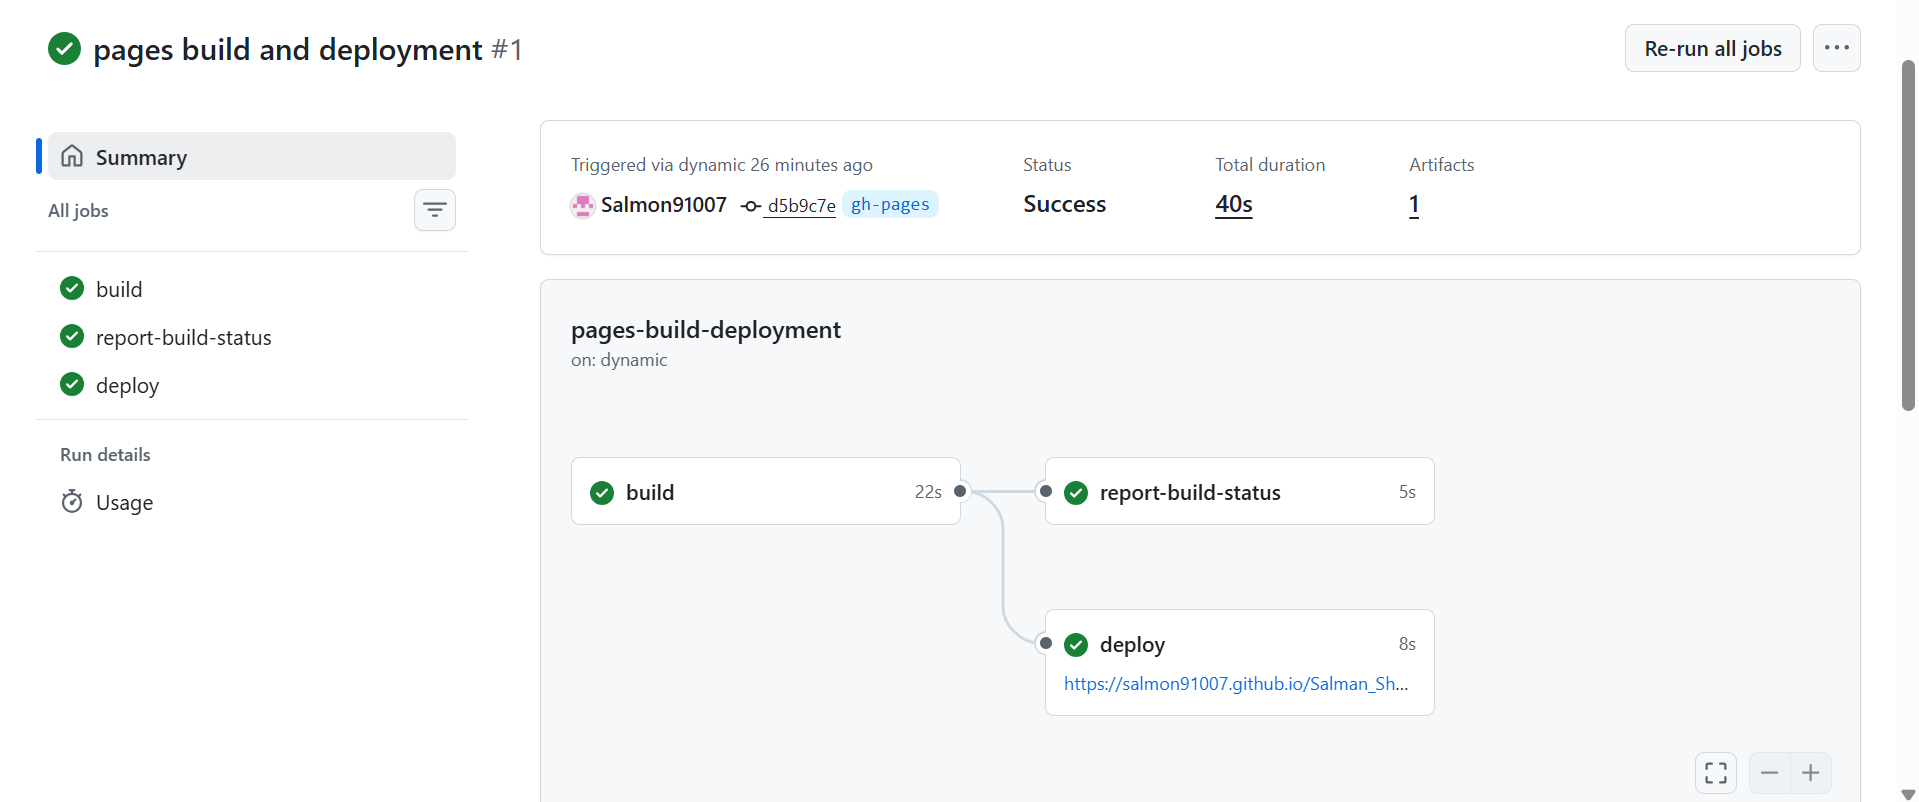 pages build and deployment #1
Re-run all jobs
Summary
All jobs
build
report-build-status
deploy
Run details
Usage
Triggered via dynamic 26 minutes ago
Salmon91007 d5b9c7e gh-pages
Status
Success
Total duration
40s
Artifacts
1
pages-build-deployment
on: dynamic
build 22s
report-build-status 5s
deploy 8s
https://salmon91007.github.io/Salman_Sh...